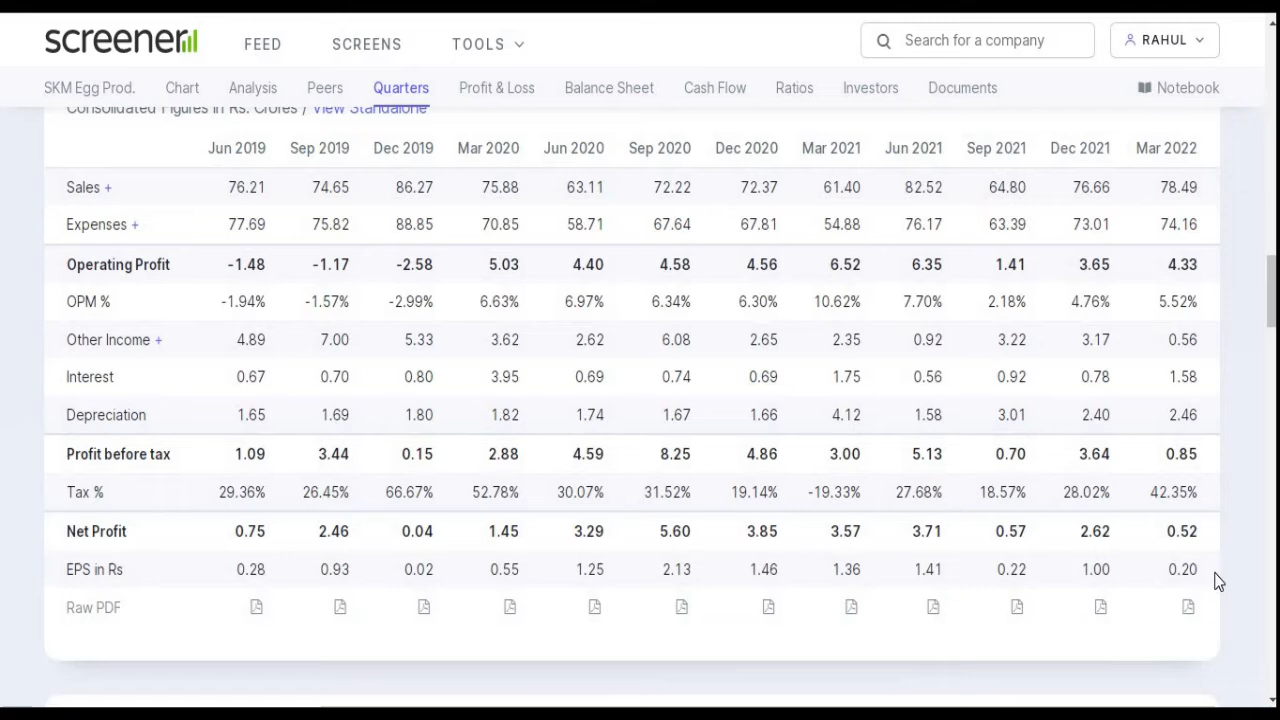 screener FEED SCREENS TOOLS Search for a company RAHUL
SKM Egg Prod. Chart Analysis Peers Quarters Profit & Loss Balance Sheet Cash Flow Ratios Investors Documents Notebook
Consolidated Figures in Rs. Crores / View Standalone
Jun 2019 Sep 2019 Dec 2019 Mar 2020 Jun 2020 Sep 2020 Dec 2020 Mar 2021 Jun 2021 Sep 2021 Dec 2021 Mar 2022
Sales + 76.21 74.65 86.27 75.88 63.11 72.22 72.37 61.40 82.52 64.80 76.66 78.49
Expenses + 77.69 75.82 88.85 70.85 58.71 67.64 67.81 54.88 76.17 63.39 73.01 74.16
Operating Profit -1.48 -1.17 -2.58 5.03 4.40 4.58 4.56 6.52 6.35 1.41 3.65 4.33
OPM % -1.94% -1.57% -2.99% 6.63% 6.97% 6.34% 6.30% 10.62% 7.70% 2.18% 4.76% 5.52%
Other Income + 4.89 7.00 5.33 3.62 2.62 6.08 2.65 2.35 0.92 3.22 3.17 0.56
Interest 0.67 0.70 0.80 3.95 0.69 0.74 0.69 1.75 0.56 0.92 0.78 1.58
Depreciation 1.65 1.69 1.80 1.82 1.74 1.67 1.66 4.12 1.58 3.01 2.40 2.46
Profit before tax 1.09 3.44 0.15 2.88 4.59 8.25 4.86 3.00 5.13 0.70 3.64 0.85
Tax % 29.36% 26.45% 66.67% 52.78% 30.07% 31.52% 19.14% -19.33% 27.68% 18.57% 28.02% 42.35%
Net Profit 0.75 2.46 0.04 1.45 3.29 5.60 3.85 3.57 3.71 0.57 2.62 0.52
EPS in Rs 0.28 0.93 0.02 0.55 1.25 2.13 1.46 1.36 1.41 0.22 1.00 0.20
Raw PDF